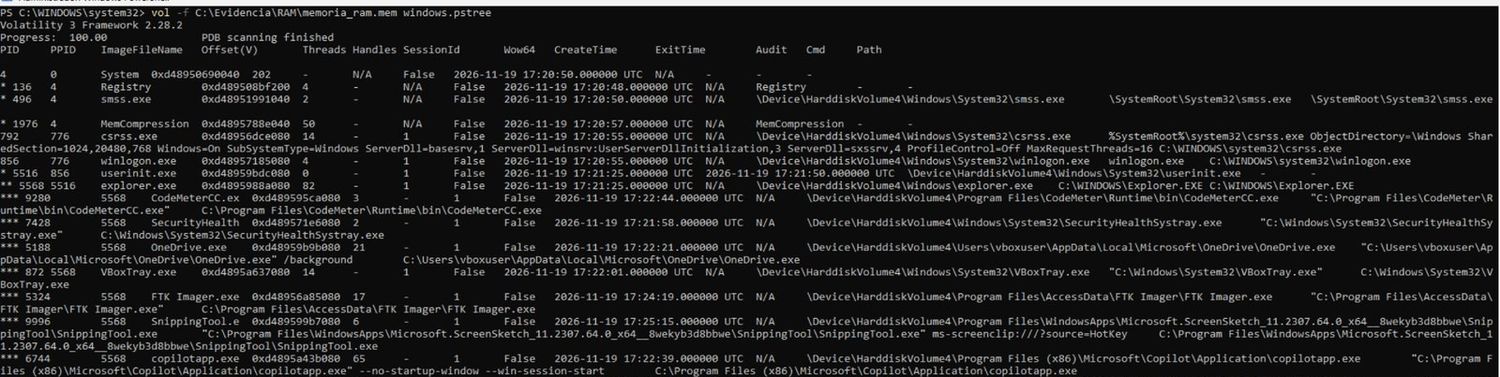 PS C:\WINDOWS\system32> vol -f C:\Evidencia\RAM\memoria_ram.mem windows.pstree
Volatility 3 Framework 2.28.2
Progress:  100.00               PDB scanning finished
PID     PPID    ImageFileName   Offset(V)       Threads Handles SessionId       Wow64   CreateTime      ExitTime        Audit   Cmd     Path
4       0       System  0xd48950690040  202     -       N/A     False   2026-11-19 17:20:50.000000 UTC  N/A     -       -       -
* 136   4       Registry        0xd489508bf200  4       -       N/A     False   2026-11-19 17:20:48.000000 UTC  N/A     Registry        -       -
* 496   4       smss.exe        0xd48951991040  2       -       N/A     False   2026-11-19 17:20:50.000000 UTC  N/A     \Device\HarddiskVolume4\Windows\System32\smss.exe       \SystemRoot\System32\smss.exe   \SystemRoot\System32\smss.exe
* 1976  4       MemCompression  0xd4895788e040  50      -       N/A     False   2026-11-19 17:20:57.000000 UTC  N/A     MemCompression  -       -
792     776     csrss.exe       0xd48956dce080  14      -       1       False   2026-11-19 17:20:55.000000 UTC  N/A     \Device\HarddiskVolume4\Windows\System32\csrss.exe      %SystemRoot%\system32\csrss.exe ObjectDirectory=\Windows Shar
edSection=1024,20480,768 Windows=On SubSystemType=Windows ServerDll=basesrv,1 ServerDll=winsrv:UserServerDllInitialization,3 ServerDll=sxssrv,4 ProfileControl=Off MaxRequestThreads=16 C:\WINDOWS\system32\csrss.exe
856     776     winlogon.exe    0xd48957185080  4       -       1       False   2026-11-19 17:20:55.000000 UTC  N/A     \Device\HarddiskVolume4\Windows\System32\winlogon.exe   winlogon.exe    C:\WINDOWS\system32\winlogon.exe
* 5516  856     userinit.exe    0xd48959bdc080  0       -       1       False   2026-11-19 17:21:25.000000 UTC  2026-11-19 17:21:50.000000 UTC  \Device\HarddiskVolume4\Windows\System32\userinit.exe   -       -
** 5568 5516    explorer.exe    0xd4895988a080  82      -       1       False   2026-11-19 17:21:25.000000 UTC  N/A     \Device\HarddiskVolume4\Windows\explorer.exe    C:\WINDOWS\Explorer.EXE C:\WINDOWS\Explorer.EXE
*** 9280        5568    CodeMeterCC.ex  0xd489595ca080  3       -       1       False   2026-11-19 17:22:44.000000 UTC  N/A     \Device\HarddiskVolume4\Program Files\CodeMeter\Runtime\bin\CodeMeterCC.exe     "C:\Program Files\CodeMeter\R
untime\bin\CodeMeterCC.exe"     C:\Program Files\CodeMeter\Runtime\bin\CodeMeterCC.exe
*** 7428        5568    SecurityHealth  0xd489571e6080  2       -       1       False   2026-11-19 17:21:58.000000 UTC  N/A     \Device\HarddiskVolume4\Windows\System32\SecurityHealthSystray.exe      "C:\Windows\System32\SecurityHealthSy
stray.exe"      C:\Windows\System32\SecurityHealthSystray.exe
*** 5188        5568    OneDrive.exe    0xd48959b9b080  21      -       1       False   2026-11-19 17:22:21.000000 UTC  N/A     \Device\HarddiskVolume4\Users\vboxuser\AppData\Local\Microsoft\OneDrive\OneDrive.exe    "C:\Users\vboxuser\Ap
pData\Local\Microsoft\OneDrive\OneDrive.exe" /background        C:\Users\vboxuser\AppData\Local\Microsoft\OneDrive\OneDrive.exe
*** 872 5568    VBoxTray.exe    0xd4895a637080  14      -       1       False   2026-11-19 17:22:01.000000 UTC  N/A     \Device\HarddiskVolume4\Windows\System32\VBoxTray.exe   "C:\Windows\System32\VBoxTray.exe"      C:\Windows\System32\V
BoxTray.exe
*** 5324        5568    FTK Imager.exe  0xd48956a85080  17      -       1       False   2026-11-19 17:24:19.000000 UTC  N/A     \Device\HarddiskVolume4\Program Files\AccessData\FTK Imager\FTK Imager.exe      "C:\Program Files\AccessData\
FTK Imager\FTK Imager.exe"      C:\Program Files\AccessData\FTK Imager\FTK Imager.exe
*** 9996        5568    SnippingTool.e  0xd489599b7080  6       -       1       False   2026-11-19 17:25:15.000000 UTC  N/A     \Device\HarddiskVolume4\Program Files\WindowsApps\Microsoft.ScreenSketch_11.2307.64.0_x64__8wekyb3d8bbwe\Snip
pingTool\SnippingTool.exe       "C:\Program Files\WindowsApps\Microsoft.ScreenSketch_11.2307.64.0_x64__8wekyb3d8bbwe\SnippingTool\SnippingTool.exe" ms-screenclip:///?source=HotKey     C:\Program Files\WindowsApps\Microsoft.ScreenSketch_1
1.2307.64.0_x64__8wekyb3d8bbwe\SnippingTool\SnippingTool.exe
*** 6744        5568    copilotapp.exe  0xd4895a43b080  65      -       1       False   2026-11-19 17:22:39.000000 UTC  N/A     \Device\HarddiskVolume4\Program Files (x86)\Microsoft\Copilot\Application\copilotapp.exe        "C:\Program F
iles (x86)\Microsoft\Copilot\Application\copilotapp.exe" --no-startup-window --win-session-start        C:\Program Files (x86)\Microsoft\Copilot\Application\copilotapp.exe